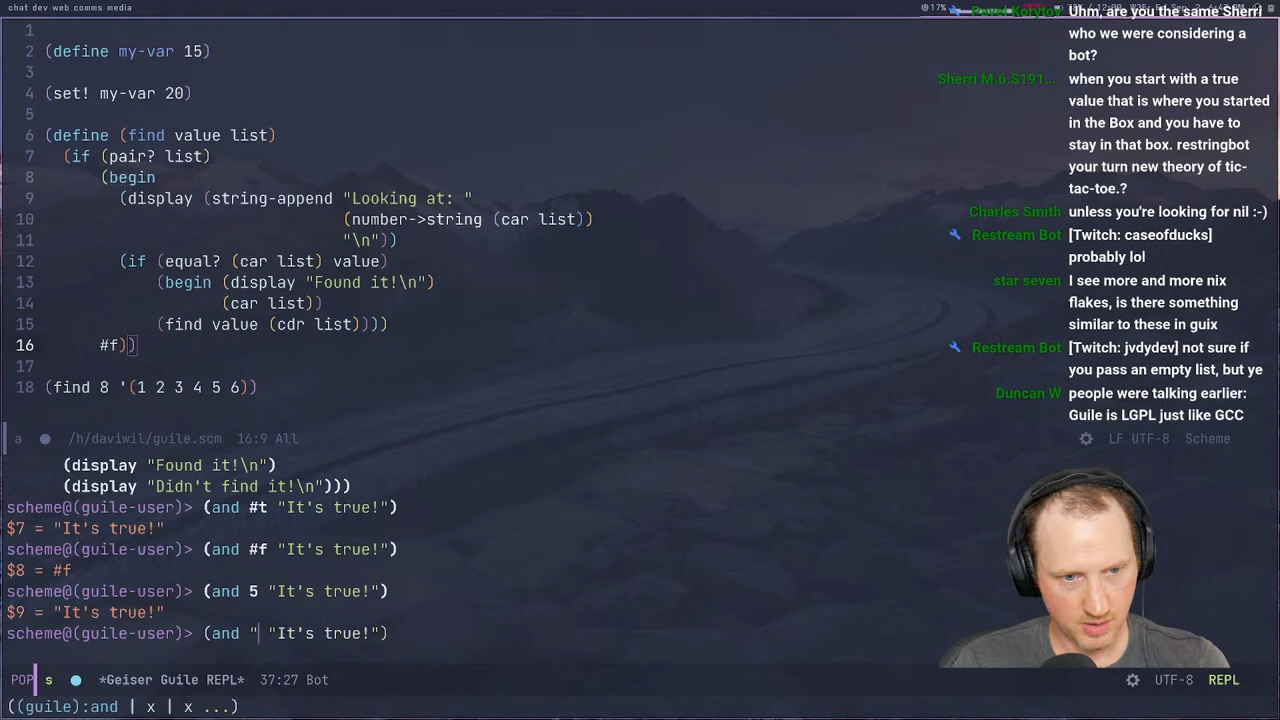 chat dev web comms media
17%
1
2 (define my-var 15)
3
4 (set! my-var 20)
5
6 (define (find value list)
7 (if (pair? list)
8 (begin
9 (display (string-append "Looking at: "
10 (number->string (car list))
11 "\n"))
12 (if (equal? (car list) value)
13 (begin (display "Found it!\n")
14 (car list))
15 (find value (cdr list))))
16 #f))
17
18 (find 8 '(1 2 3 4 5 6))
a /h/daviwil/guile.scm 16:9 All LF UTF-8 Scheme
(display "Found it!\n")
(display "Didn't find it!\n")))
scheme@(guile-user)> (and #t "It's true!")
$7 = "It's true!"
scheme@(guile-user)> (and #f "It's true!")
$8 = #f
scheme@(guile-user)> (and 5 "It's true!")
$9 = "It's true!"
scheme@(guile-user)> (and " "It's true!")
POP s *Geiser Guile REPL* 37:27 Bot UTF-8 REPL
((guile):and | x | x ...)
Pavel Korytov Uhm, are you the same Sherri
who we were considering a
bot?
Sherri M.6.S191... when you start with a true
value that is where you started
in the Box and you have to
stay in that box. restringbot
your turn new theory of tic-
tac-toe.?
Charles Smith unless you're looking for nil :-)
Restream Bot [Twitch: caseofducks]
probably lol
star seven I see more and more nix
flakes, is there something
similar to these in guix
Restream Bot [Twitch: jvdydev] not sure if
you pass an empty list, but ye
Duncan W people were talking earlier:
Guile is LGPL just like GCC